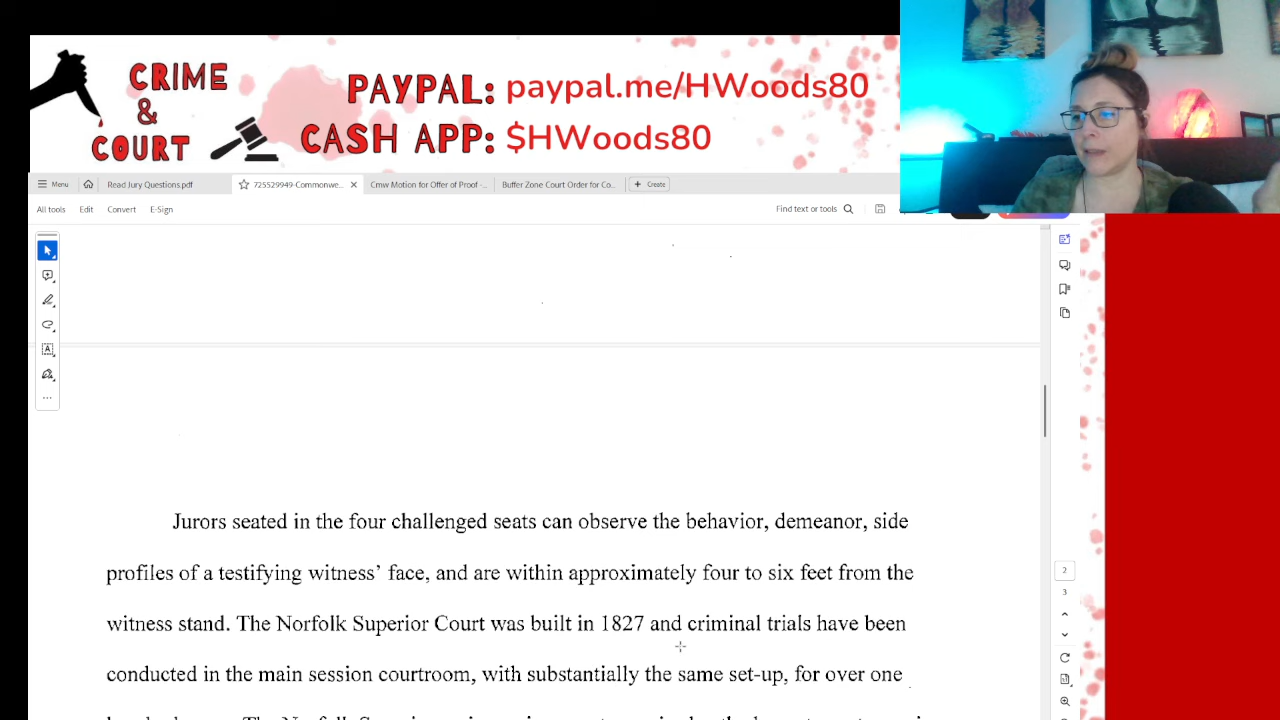 CRIME
&
COURT
PAYPAL: paypal.me/HWoods80
CASH APP: $HWoods80
Menu Read Jury Questions.pdf 725529949-Commonwe... Cmw Motion for Offer of Proof -... Buffer Zone Court Order for Co... + Create
All tools Edit Convert E-Sign Find text or tools
2
3
Jurors seated in the four challenged seats can observe the behavior, demeanor, side
profiles of a testifying witness’ face, and are within approximately four to six feet from the
witness stand. The Norfolk Superior Court was built in 1827 and criminal trials have been
conducted in the main session courtroom, with substantially the same set-up, for over one